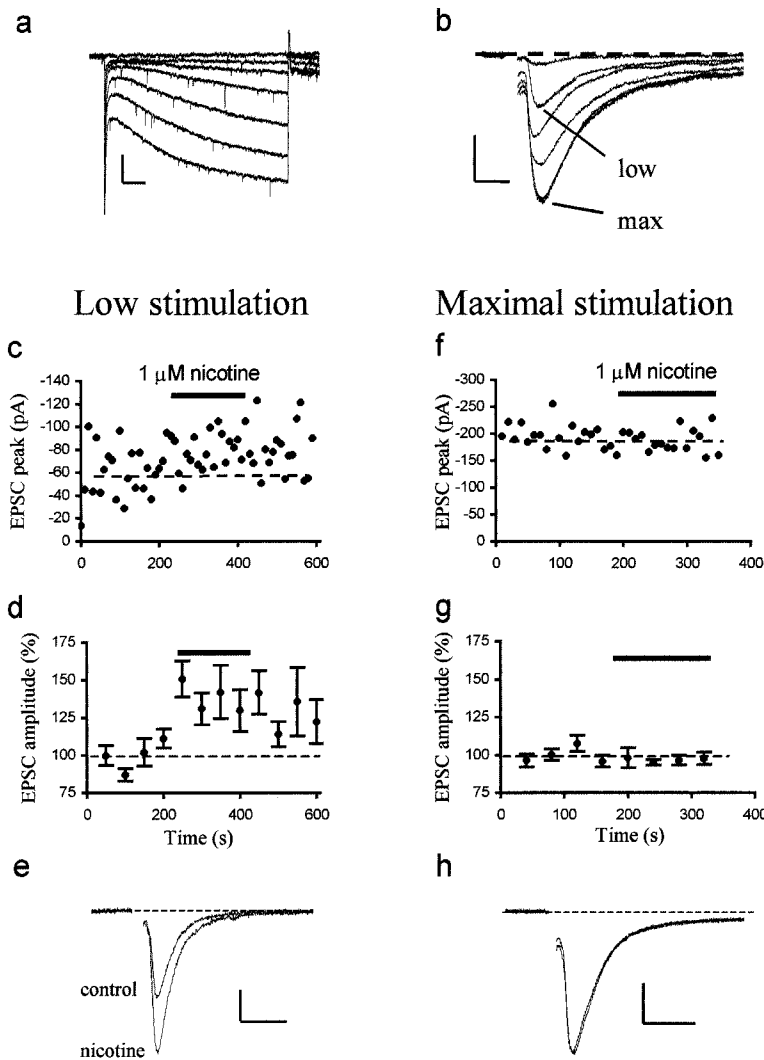 a
b
low
max
Low stimulation
Maximal stimulation
c
1 μM nicotine
EPSC peak (pA)
-140
-120
-100
-80
-60
-40
-20
0
0 200 400 600
f
1 μM nicotine
EPSC peak (pA)
-300
-250
-200
-150
-100
-50
0
0 100 200 300 400
d
EPSC amplitude (%)
175
150
125
100
75
0 200 400 600
Time (s)
g
EPSC amplitude (%)
175
150
125
100
75
0 100 200 300 400
Time (s)
e
control
nicotine
h